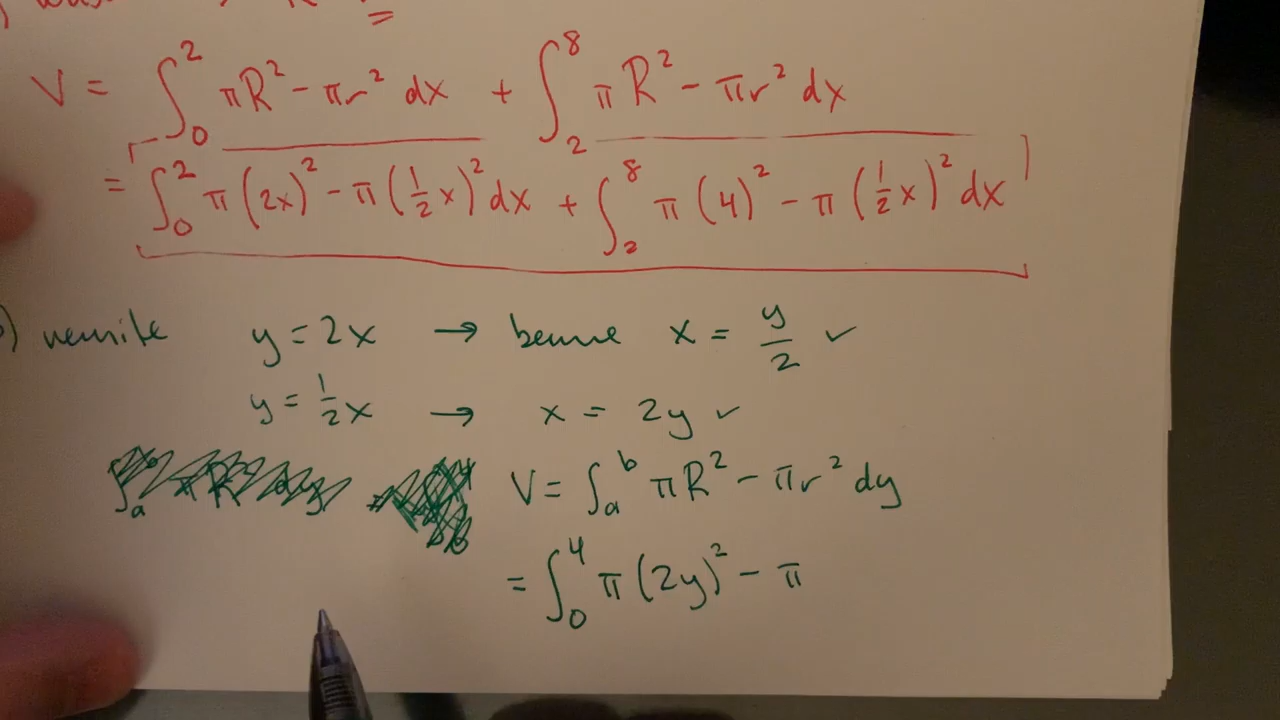 V = ∫₀² πR² - πr² dx + ∫₂⁸ πR² - πr² dx
= ∫₀² π(2x)² - π(½x)² dx + ∫₂⁸ π(4)² - π(½x)² dx
) rewrite y = 2x → x = y/2 ✓
y = ½x → x = 2y ✓
V = ∫ₐᵇ πR² - πr² dy
= ∫₀⁴ π(2y)² - π